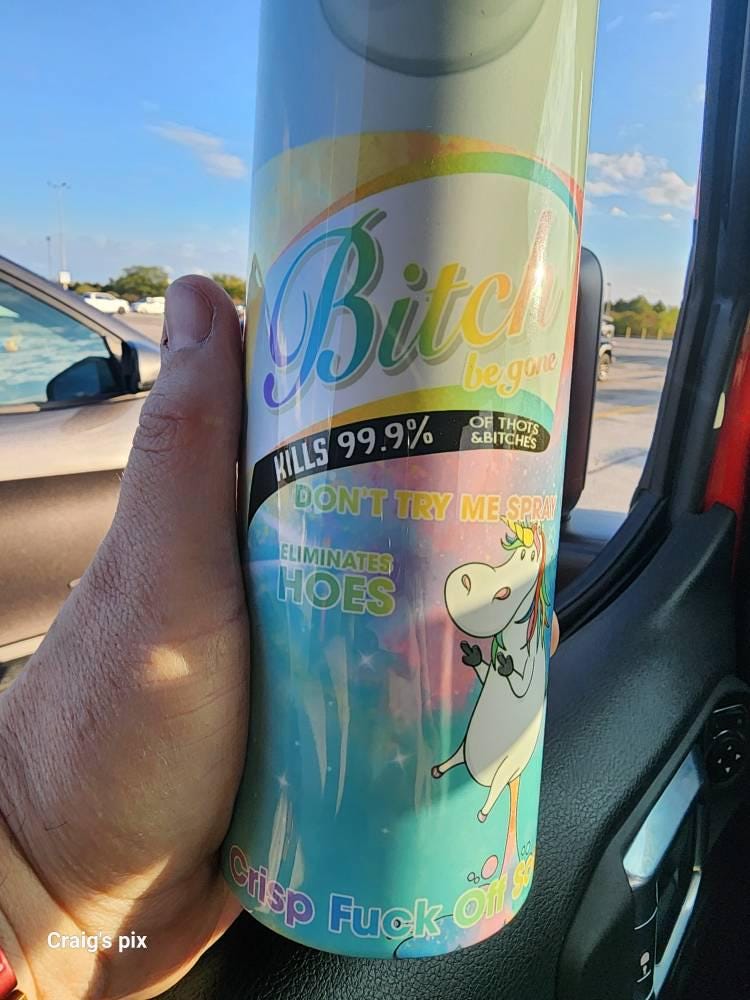 Bitch
be gone
KILLS 99.9% OF THOTS
&BITCHES
DON'T TRY ME SPRAY
ELIMINATES
HOES
Crisp Fuck Off
Craig's pix